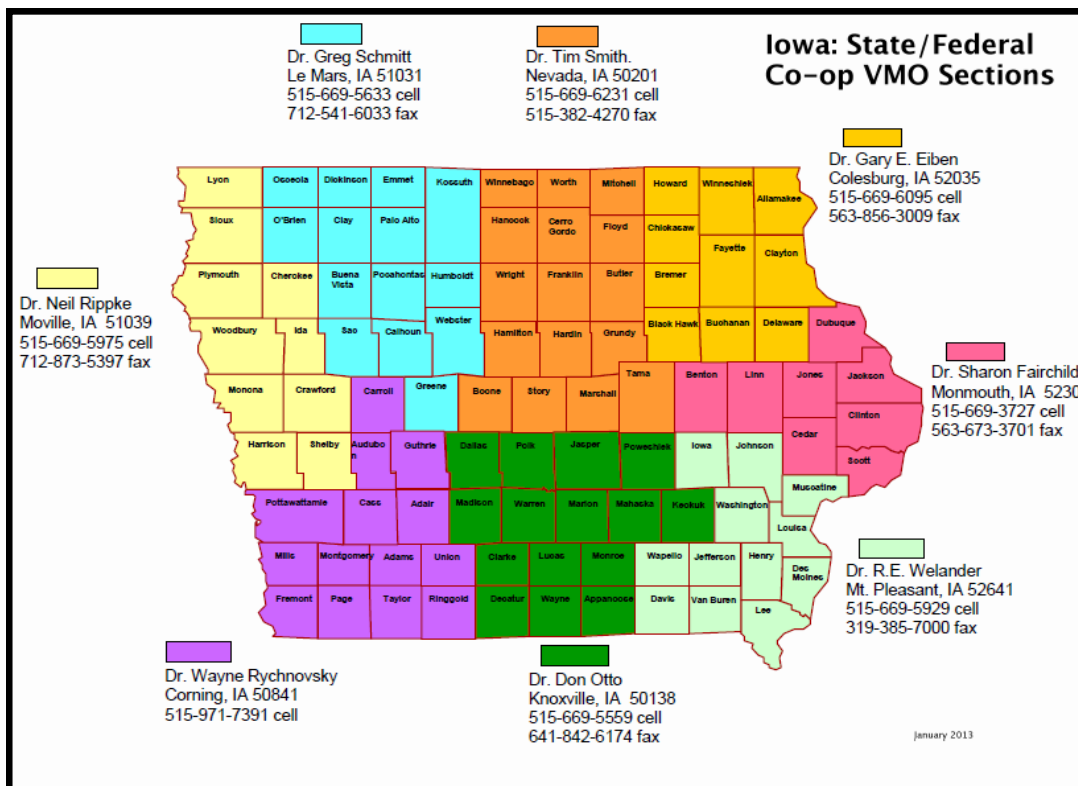 Iowa: State/Federal
Co-op VMO Sections
Dr. Greg Schmitt
Le Mars, IA 51031
515-669-5633 cell
712-541-6033 fax
Dr. Tim Smith.
Nevada, IA 50201
515-669-6231 cell
515-382-4270 fax
Dr. Gary E. Eiben
Colesburg, IA 52035
515-669-6095 cell
563-856-3009 fax
Dr. Neil Rippke
Moville, IA 51039
515-669-5975 cell
712-873-5397 fax
Dr. Sharon Fairchild
Monmouth, IA 5230
515-669-3727 cell
563-673-3701 fax
Lyon Osceola Dickinson Emmet Kossuth Winnebago Worth Mitchell Howard Winneshiek Allamakee
Sioux O'Brien Clay Palo Alto Hancock Cerro Gordo Floyd Chickasaw Fayette Clayton
Plymouth Cherokee Buena Vista Pocahontas Humboldt Wright Franklin Butler Bremer
Woodbury Ida Sac Calhoun Webster Hamilton Hardin Grundy Black Hawk Buchanan Delaware Dubuque
Monona Crawford Carroll Greene Boone Story Marshall Tama Benton Linn Jones Jackson
Clinton
Harrison Shelby Audubon Guthrie Dallas Polk Jasper Poweshiek Iowa Johnson Cedar Scott
Muscatine
Pottawattamie Cass Adair Madison Warren Marion Mahaska Keokuk Washington Louisa
Mills Montgomery Adams Union Clarke Lucas Monroe Wapello Jefferson Henry Des Moines
Fremont Page Taylor Ringgold Decatur Wayne Appanoose Davis Van Buren Lee
Dr. R.E. Welander
Mt. Pleasant, IA 52641
515-669-5929 cell
319-385-7000 fax
Dr. Wayne Rychnovsky
Corning, IA 50841
515-971-7391 cell
Dr. Don Otto
Knoxville, IA 50138
515-669-5559 cell
641-842-6174 fax
January 2013